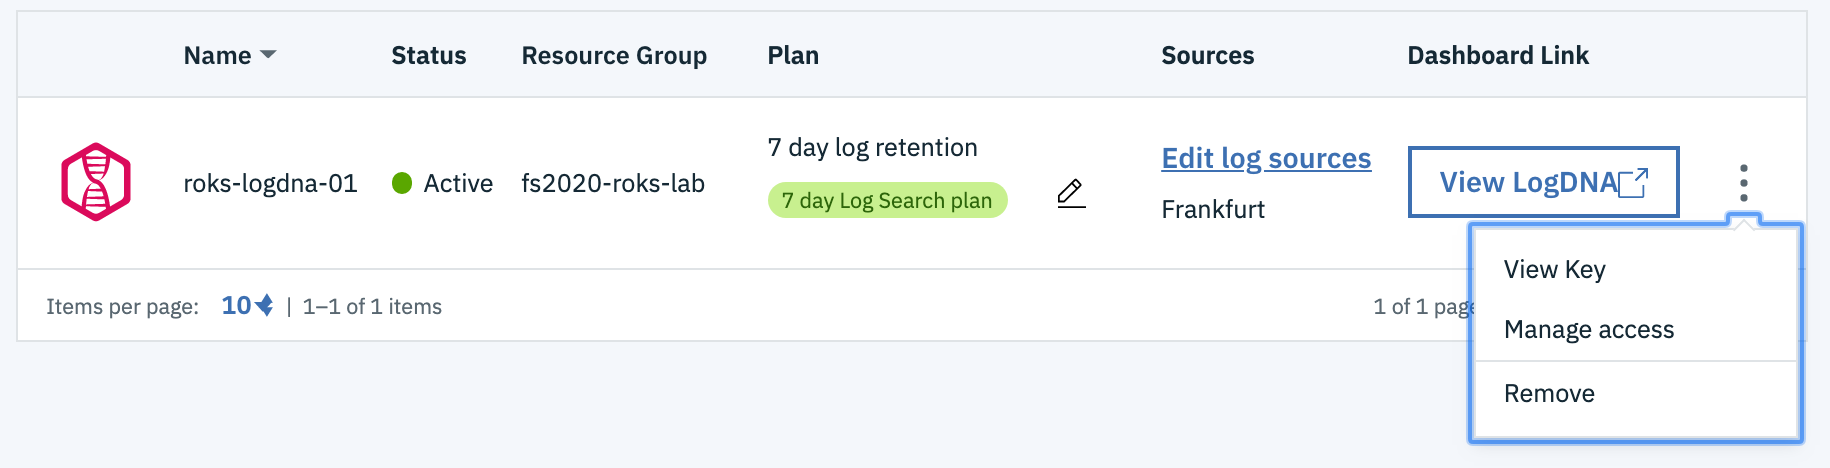 Name Status Resource Group Plan Sources Dashboard Link
roks-logdna-01 Active fs2020-roks-lab
7 day log retention
7 day Log Search plan
Edit log sources
Frankfurt
View LogDNA
View Key
Manage access
Remove
Items per page: 10 | 1–1 of 1 items
1 of 1 page